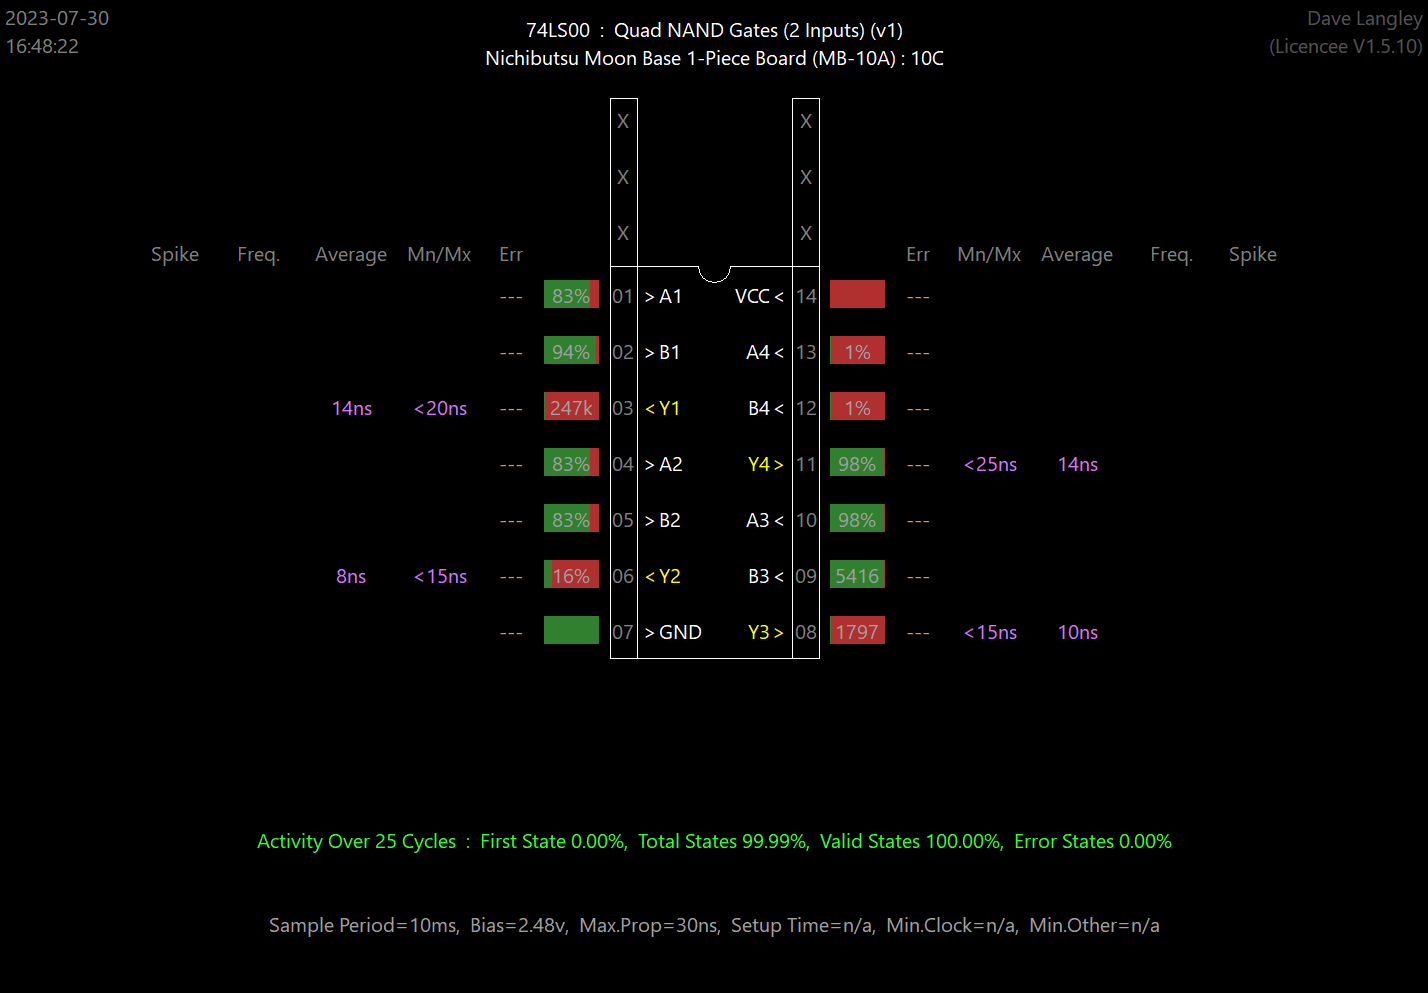 2023-07-30
16:48:22
74LS00 : Quad NAND Gates (2 Inputs) (v1)
Nichibutsu Moon Base 1-Piece Board (MB-10A) : 10C
Dave Langley
(Licencee V1.5.10)
X X
X X
X X
Spike Freq. Average Mn/Mx Err Err Mn/Mx Average Freq. Spike
--- 83% 01 > A1 VCC < 14 ---
--- 94% 02 > B1 A4 < 13 1% ---
14ns <20ns --- 247k 03 < Y1 B4 < 12 1% ---
--- 83% 04 > A2 Y4 > 11 98% --- <25ns 14ns
--- 83% 05 > B2 A3 < 10 98% ---
8ns <15ns --- 16% 06 < Y2 B3 < 09 5416 ---
--- 07 > GND Y3 > 08 1797 --- <15ns 10ns
Activity Over 25 Cycles : First State 0.00%, Total States 99.99%, Valid States 100.00%, Error States 0.00%
Sample Period=10ms, Bias=2.48v, Max.Prop=30ns, Setup Time=n/a, Min.Clock=n/a, Min.Other=n/a